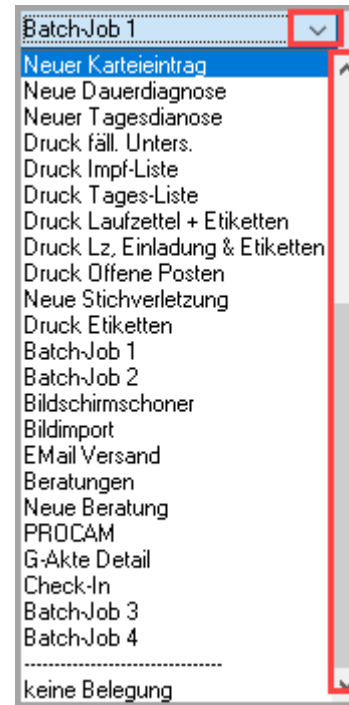 Batch-Job 1
Neuer Karteieintrag
Neue Dauerdiagnose
Neuer Tagesdianose
Druck fäll. Unters.
Druck Impf-Liste
Druck Tages-Liste
Druck Laufzettel + Etiketten
Druck Lz, Einladung & Etiketten
Druck Offene Posten
Neue Stichverletzung
Druck Etiketten
Batch-Job 1
Batch-Job 2
Bildschirmschoner
Bildimport
EMail Versand
Beratungen
Neue Beratung
PROCAM
G-Akte Detail
Check-In
Batch-Job 3
Batch-Job 4
--------------------------------
keine Belegung